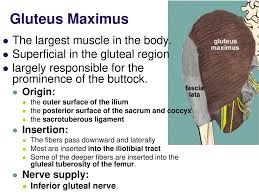 Gluteus Maximus
The largest muscle in the body.
Superficial in the gluteal region
largely responsible for the
prominence of the buttock.
Origin:
the outer surface of the ilium
the posterior surface of the sacrum and coccyx
the sacrotuberous ligament
Insertion:
The fibers pass downward and laterally
Most are inserted into the iliotibial tract
Some of the deeper fibers are inserted into the
gluteal tuberosity of the femur.
Nerve supply:
Inferior gluteal nerve.
gluteus
maximus
fascia
lata